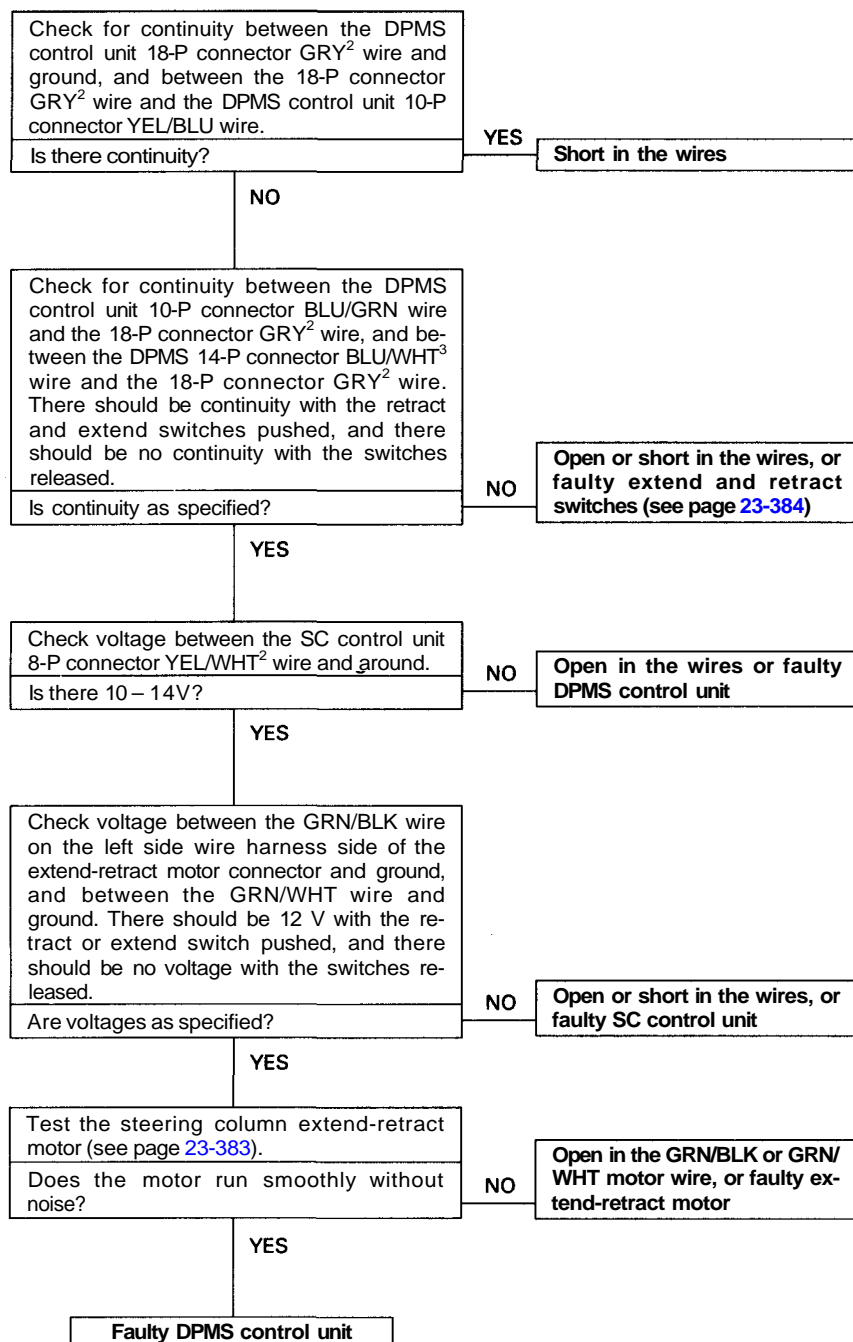 Check for continuity between the DPMS
control unit 18-P connector GRY² wire and
ground, and between the 18-P connector
GRY² wire and the DPMS control unit 10-P
connector YEL/BLU wire.
Is there continuity?
YES
Short in the wires
NO
Check for continuity between the DPMS
control unit 10-P connector BLU/GRN wire
and the 18-P connector GRY² wire, and be-
tween the DPMS 14-P connector BLU/WHT³
wire and the 18-P connector GRY² wire.
There should be continuity with the retract
and extend switches pushed, and there
should be no continuity with the switches
released.
Is continuity as specified?
NO
Open or short in the wires, or
faulty extend and retract
switches (see page 23-384)
YES
Check voltage between the SC control unit
8-P connector YEL/WHT² wire and ground.
Is there 10 – 14V?
NO
Open in the wires or faulty
DPMS control unit
YES
Check voltage between the GRN/BLK wire
on the left side wire harness side of the
extend-retract motor connector and ground,
and between the GRN/WHT wire and
ground. There should be 12 V with the re-
tract or extend switch pushed, and there
should be no voltage with the switches re-
leased.
Are voltages as specified?
NO
Open or short in the wires, or
faulty SC control unit
YES
Test the steering column extend-retract
motor (see page 23-383).
Does the motor run smoothly without
noise?
NO
Open in the GRN/BLK or GRN/
WHT motor wire, or faulty ex-
tend-retract motor
YES
Faulty DPMS control unit